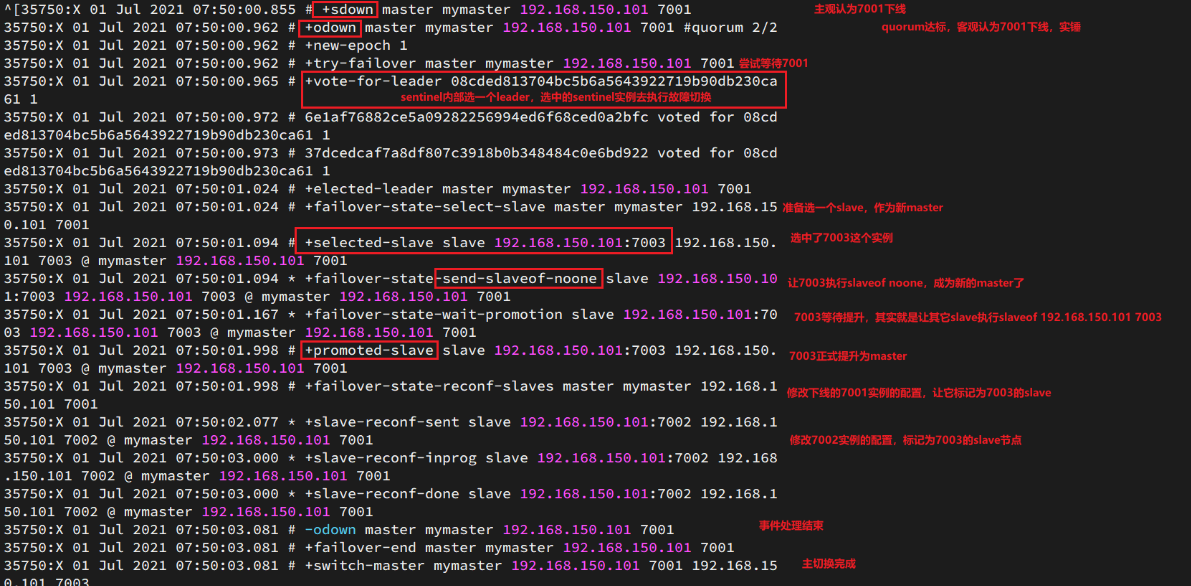 ^[35750:X 01 Jul 2021 07:50:00.855 # +sdown master mymaster 192.168.150.101 7001 主观认为7001下线
35750:X 01 Jul 2021 07:50:00.962 # +odown master mymaster 192.168.150.101 7001 #quorum 2/2 quorum达标，客观认为7001下线，实锤
35750:X 01 Jul 2021 07:50:00.962 # +new-epoch 1
35750:X 01 Jul 2021 07:50:00.962 # +try-failover master mymaster 192.168.150.101 7001 尝试等待7001
35750:X 01 Jul 2021 07:50:00.965 # +vote-for-leader 08cded813704bc5b6a5643922719b90db230ca
61 1 sentinel内部选一个leader，选中的sentinel实例去执行故障切换
35750:X 01 Jul 2021 07:50:00.972 # 6e1af76882ce5a09282256994ed6f68ced0a2bfc voted for 08cd
ed813704bc5b6a5643922719b90db230ca61 1
35750:X 01 Jul 2021 07:50:00.973 # 37dcedcaf7a8df807c3918b0b348484c0e6bd922 voted for 08cd
ed813704bc5b6a5643922719b90db230ca61 1
35750:X 01 Jul 2021 07:50:01.024 # +elected-leader master mymaster 192.168.150.101 7001
35750:X 01 Jul 2021 07:50:01.024 # +failover-state-select-slave master mymaster 192.168.15 准备选一个slave，作为新master
0.101 7001
35750:X 01 Jul 2021 07:50:01.094 # +selected-slave slave 192.168.150.101:7003 192.168.150. 选中了7003这个实例
101 7003 @ mymaster 192.168.150.101 7001
35750:X 01 Jul 2021 07:50:01.094 * +failover-state-send-slaveof-noone slave 192.168.150.10 让7003执行slaveof noone，成为新的master了
1:7003 192.168.150.101 7003 @ mymaster 192.168.150.101 7001
35750:X 01 Jul 2021 07:50:01.167 * +failover-state-wait-promotion slave 192.168.150.101:70 7003等待提升，其实就是让其它slave执行slaveof 192.168.150.101 7003
03 192.168.150.101 7003 @ mymaster 192.168.150.101 7001
35750:X 01 Jul 2021 07:50:01.998 # +promoted-slave slave 192.168.150.101:7003 192.168.150. 7003正式提升为master
101 7003 @ mymaster 192.168.150.101 7001
35750:X 01 Jul 2021 07:50:01.998 # +failover-state-reconf-slaves master mymaster 192.168.1 修改下线的7001实例的配置，让它标记为7003的slave
50.101 7001
35750:X 01 Jul 2021 07:50:02.077 * +slave-reconf-sent slave 192.168.150.101:7002 192.168.1
50.101 7002 @ mymaster 192.168.150.101 7001 修改7002实例的配置，标记为7003的slave节点
35750:X 01 Jul 2021 07:50:03.000 * +slave-reconf-inprog slave 192.168.150.101:7002 192.168
.150.101 7002 @ mymaster 192.168.150.101 7001
35750:X 01 Jul 2021 07:50:03.000 * +slave-reconf-done slave 192.168.150.101:7002 192.168.1
50.101 7002 @ mymaster 192.168.150.101 7001
35750:X 01 Jul 2021 07:50:03.081 # -odown master mymaster 192.168.150.101 7001 事件处理结束
35750:X 01 Jul 2021 07:50:03.081 # +failover-end master mymaster 192.168.150.101 7001
35750:X 01 Jul 2021 07:50:03.081 # +switch-master mymaster 192.168.150.101 7001 192.168.15 主切换完成
0.101 7003